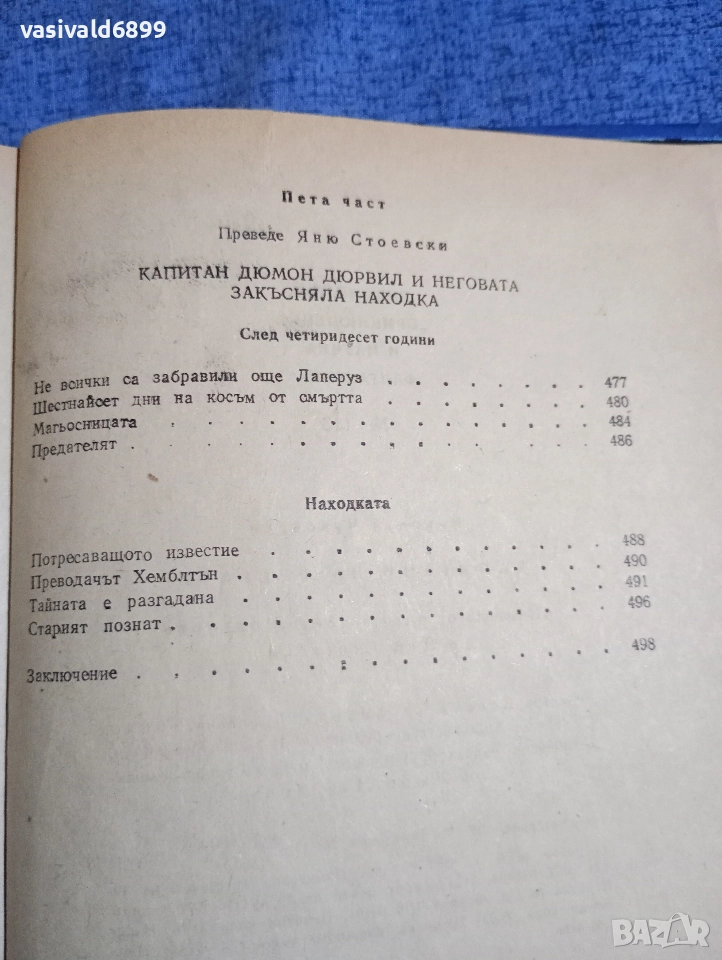 vasivald6899
Пета част
Преведе Яню Стоевски
КАПИТАН ДЮМОН ДЮРВИЛ И НЕГОВАТА
ЗАКЪСНЯЛА НАХОДКА
След четиридесет години
Не всички са забравили още Лаперуз . . . . . . . 477
Шестнайсет дни на косъм от смъртта . . . . . . . 480
Магьосницата . . . . . . . . . . . . . 484
Предателят . . . . . . . . . . . . . 486
Находката
Потресаващото известие . . . . . . . . . . 488
Преводачът Хемблтън . . . . . . . . . . . 490
Тайната е разгадана . . . . . . . . . . . 491
Старият познат . . . . . . . . . . . . . 496
Заключение . . . . . . . . . . . . . 498
BAZAR